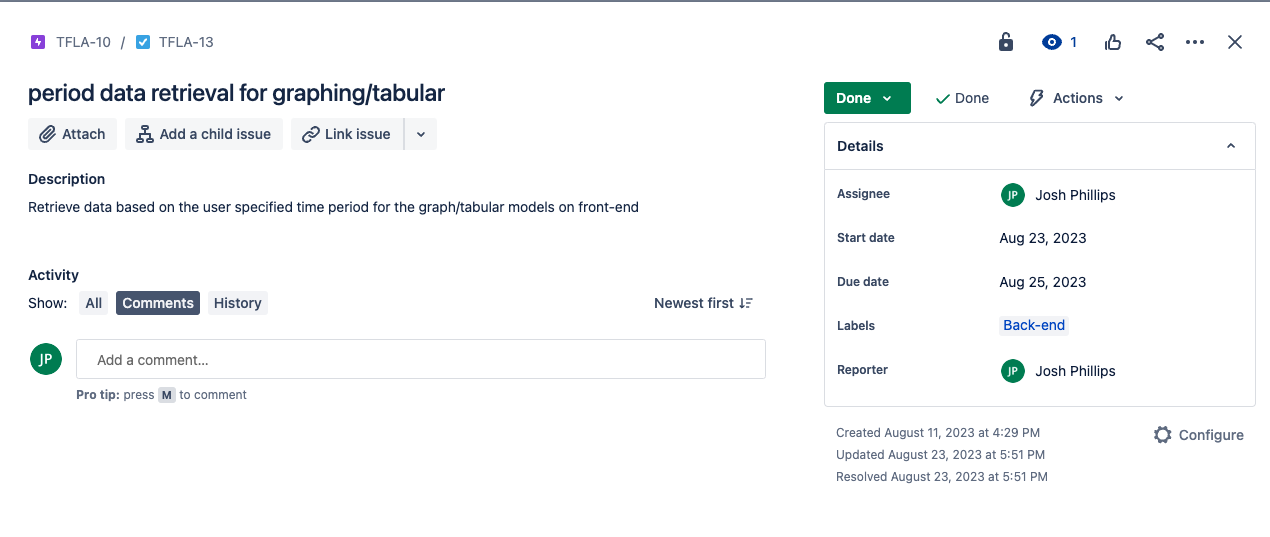 TFLA-10 / TFLA-13
1
period data retrieval for graphing/tabular
Attach
Add a child issue
Link issue
Description
Retrieve data based on the user specified time period for the graph/tabular models on front-end
Activity
Show: All Comments History
Newest first
JP
Add a comment...
Pro tip: press M to comment
Done
Done
Actions
Details
Assignee JP Josh Phillips
Start date Aug 23, 2023
Due date Aug 25, 2023
Labels Back-end
Reporter JP Josh Phillips
Created August 11, 2023 at 4:29 PM
Updated August 23, 2023 at 5:51 PM
Resolved August 23, 2023 at 5:51 PM
Configure